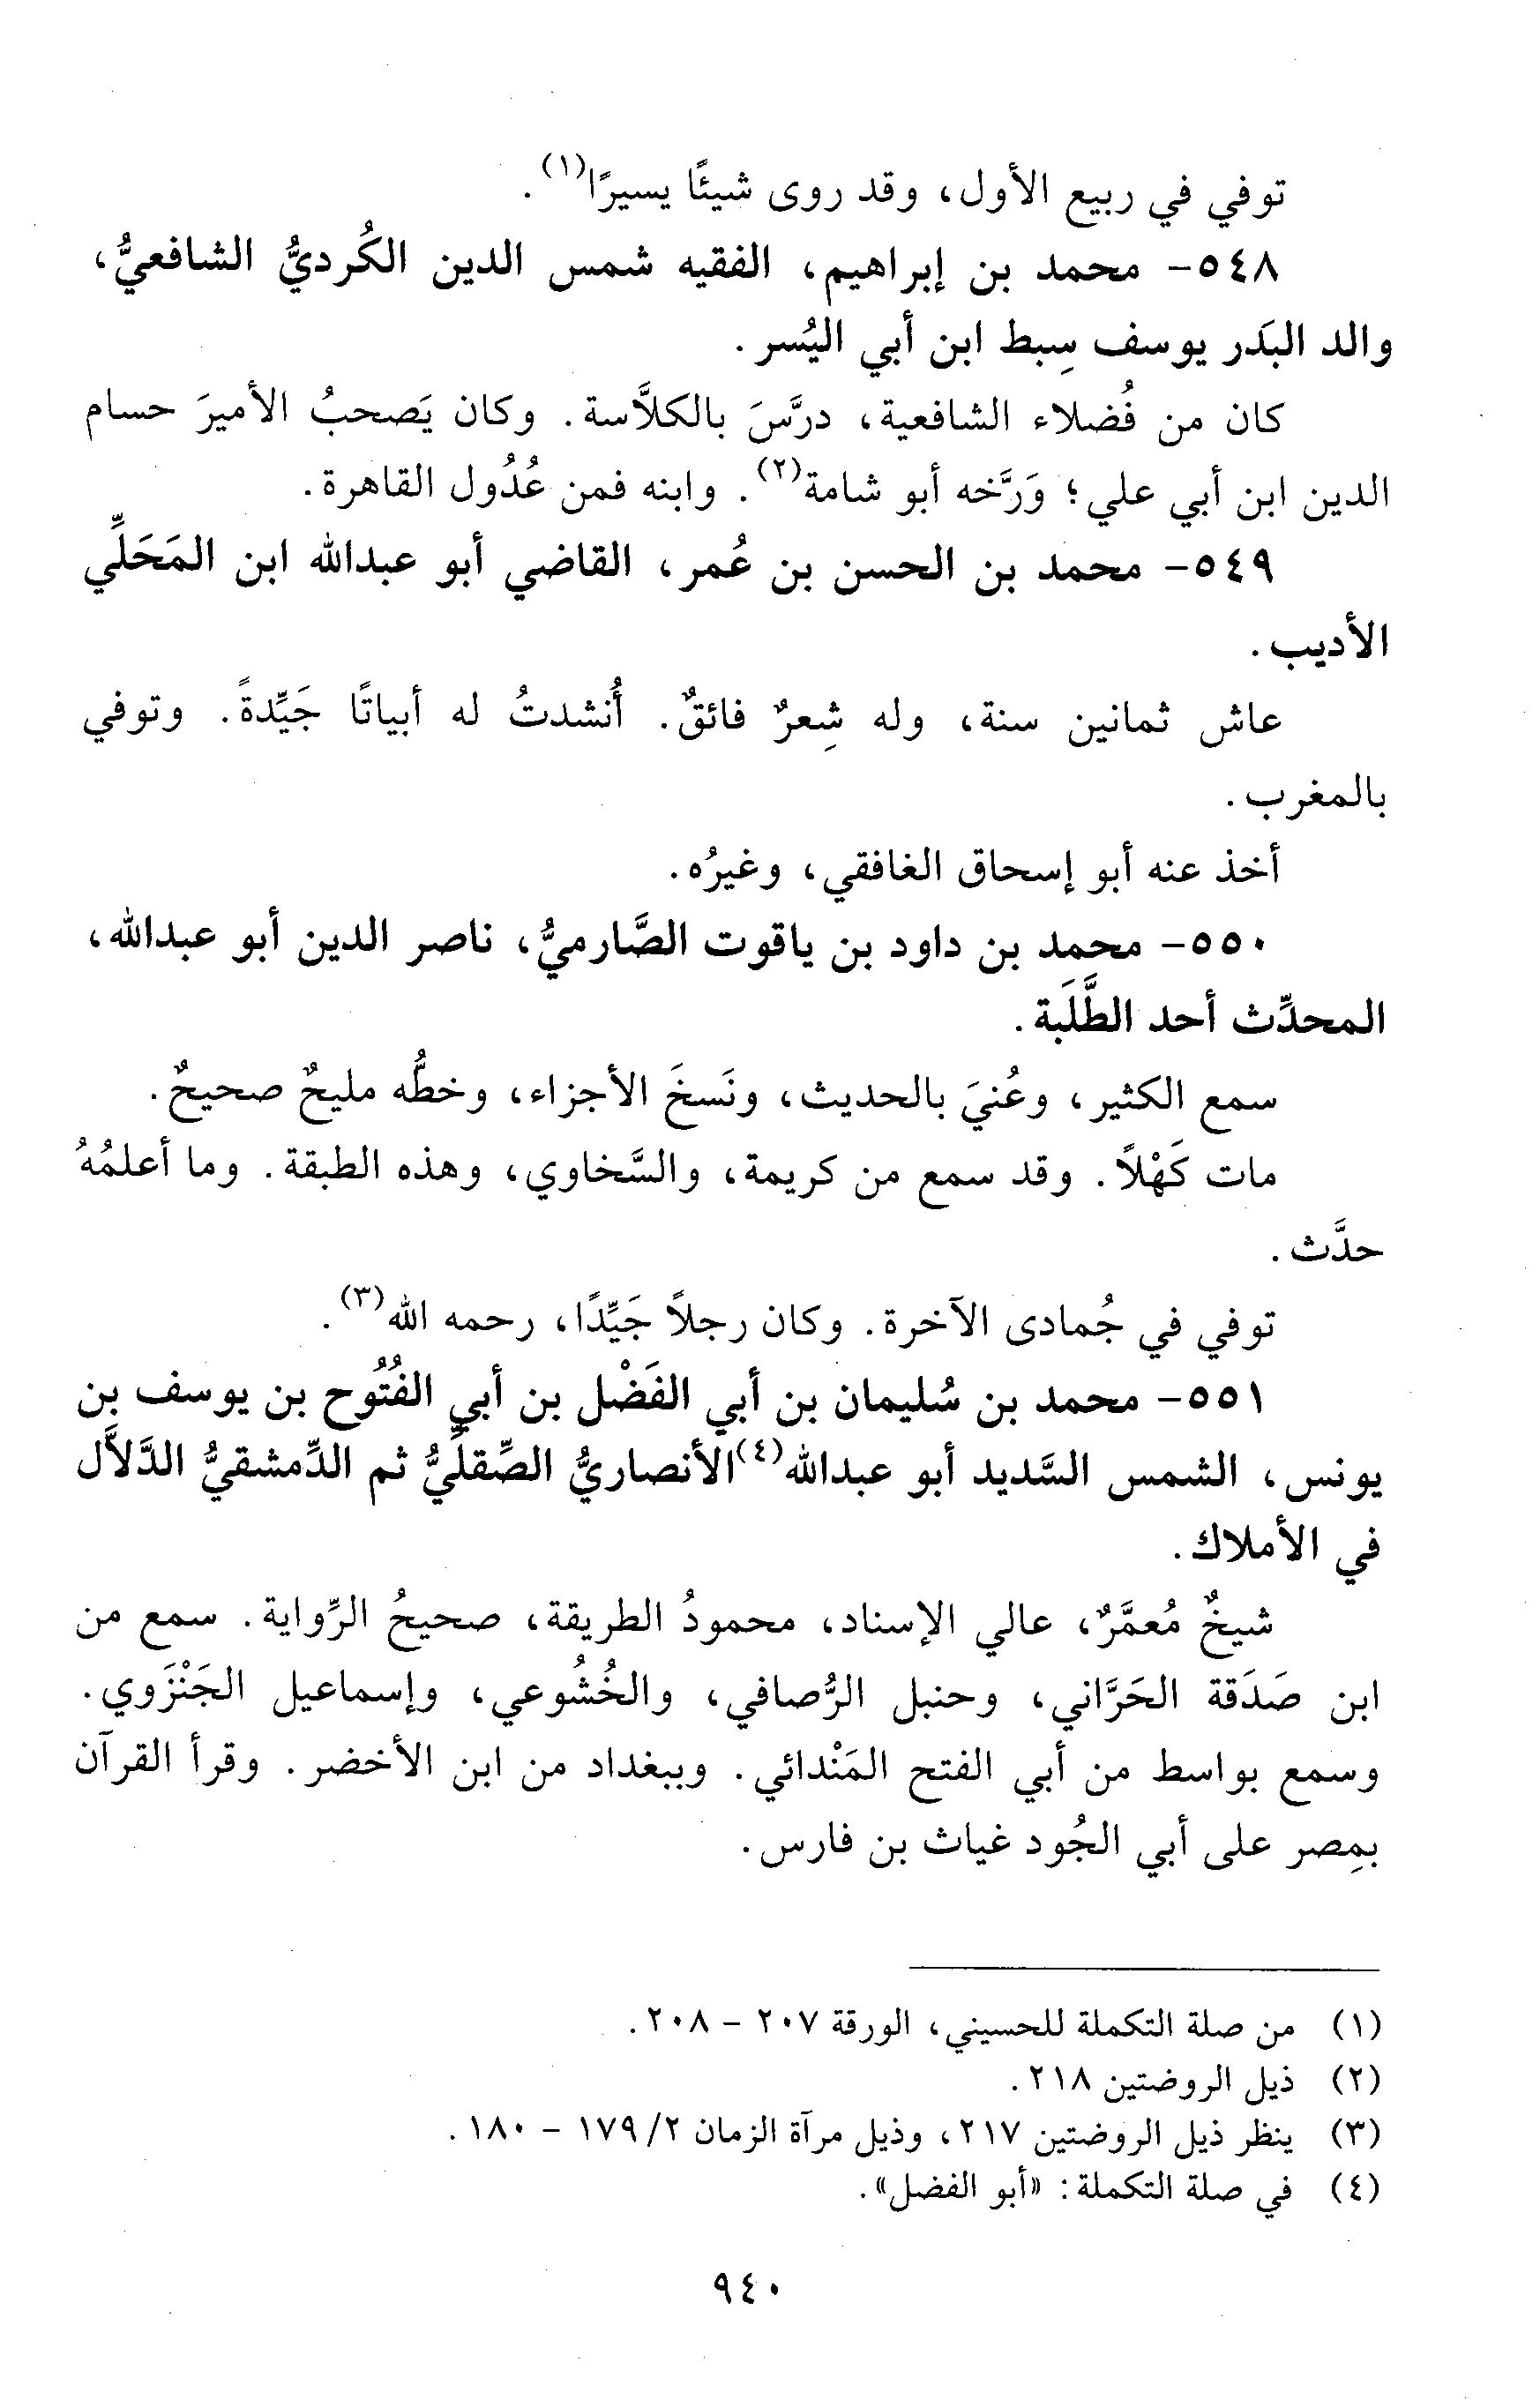 توفي في ربيع الأول، وقد روى شيئًا يسيرًا(١).
٥٤٨- محمد بن إبراهيم، الفقيه شمس الدين الكُرديُّ الشافعيُّ،
والد البَدر يوسف سِبط ابن أبي اليُسر.
كان من فُضلاء الشافعية، درَّسَ بالكلاَّسة. وكان يَصحبُ الأميرَ حسام
الدين ابن أبي علي؛ وَرَّخه أبو شامة(٢). وابنه فمن عُدُول القاهرة.
٥٤٩- محمد بن الحسن بن عُمر، القاضي أبو عبدالله ابن المَحَلِّي
الأديب.
عاش ثمانين سنة، وله شِعرٌ فائقٌ. أُنشدتُ له أبياتًا جَيِّدةً. وتوفي
بالمغرب.
أخذ عنه أبو إسحاق الغافقي، وغيرُه.
٥٥٠- محمد بن داود بن ياقوت الصَّارميُّ، ناصر الدين أبو عبدالله،
المحدِّث أحد الطَّلَبة.
سمع الكثير، وعُنيَ بالحديث، ونَسخَ الأجزاء، وخطُّه مليحٌ صحيحٌ.
مات كَهْلاً. وقد سمع من كريمة، والسَّخاوي، وهذه الطبقة. وما أعلمُهُ
حدَّث.
توفي في جُمادى الآخرة. وكان رجلاً جَيِّدًا، رحمه الله(٣).
٥٥١- محمد بن سُليمان بن أبي الفَضْل بن أبي الفُتُوح بن يوسف بن
يونس، الشمس السَّديد أبو عبدالله(٤)الأنصاريُّ الصِّقلِّيُّ ثم الدِّمشقيُّ الدَّلاَّل
في الأملاك.
شيخٌ مُعمَّرٌ، عالي الإسناد، محمودُ الطريقة، صحيحُ الرِّواية. سمع من
ابن صَدَقة الحَرَّاني، وحنبل الرُّصافي، والخُشُوعي، وإسماعيل الجَنْزَوي.
وسمع بواسط من أبي الفتح المَنْدائي. وببغداد من ابن الأخضر. وقرأ القرآن
بمِصر على أبي الجُود غياث بن فارس.
(١) من صلة التكملة للحسيني، الورقة ٢٠٧ – ٢٠٨.
(٢) ذيل الروضتين ٢١٨.
(٣) ينظر ذيل الروضتين ٢١٧، وذيل مرآة الزمان ٢/ ١٧٩ – ١٨٠.
(٤) في صلة التكملة: «أبو الفضل».
٩٤٠